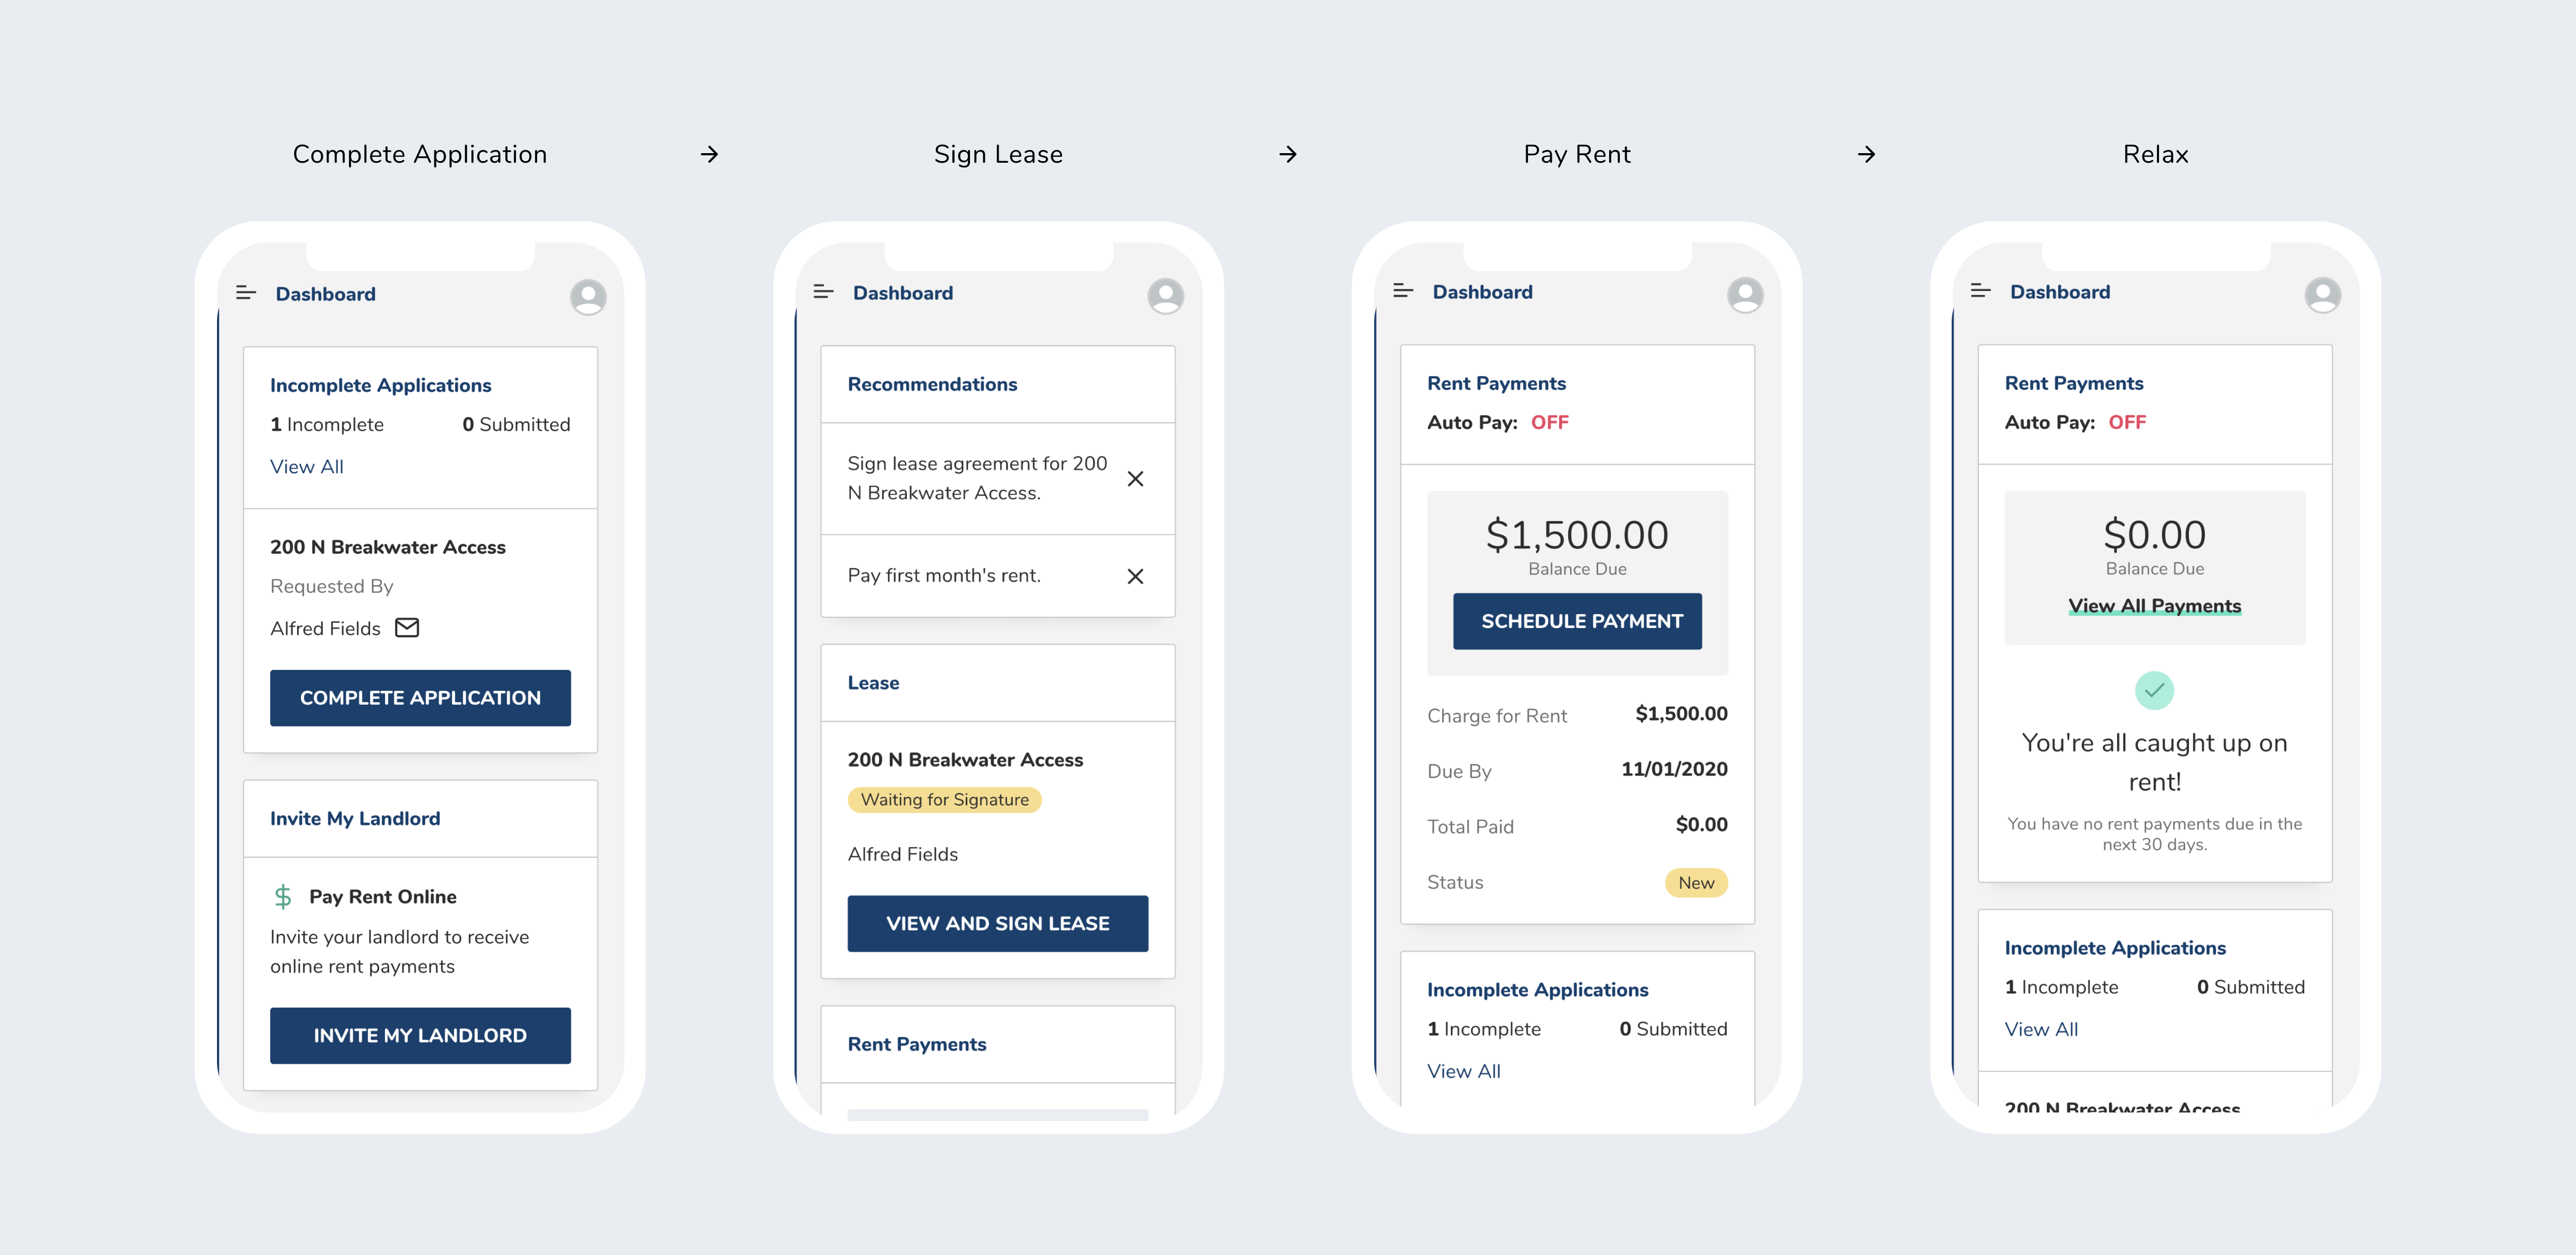 Complete Application → Sign Lease → Pay Rent → Relax
Dashboard
Incomplete Applications
1 Incomplete 0 Submitted
View All
200 N Breakwater Access
Requested By
Alfred Fields
COMPLETE APPLICATION
Invite My Landlord
$ Pay Rent Online
Invite your landlord to receive
online rent payments
INVITE MY LANDLORD
Dashboard
Recommendations
Sign lease agreement for 200
N Breakwater Access.
Pay first month's rent.
Lease
200 N Breakwater Access
Waiting for Signature
Alfred Fields
VIEW AND SIGN LEASE
Rent Payments
Dashboard
Rent Payments
Auto Pay: OFF
$1,500.00
Balance Due
SCHEDULE PAYMENT
Charge for Rent $1,500.00
Due By 11/01/2020
Total Paid $0.00
Status New
Incomplete Applications
1 Incomplete 0 Submitted
View All
Dashboard
Rent Payments
Auto Pay: OFF
$0.00
Balance Due
View All Payments
You're all caught up on
rent!
You have no rent payments due in the
next 30 days.
Incomplete Applications
1 Incomplete 0 Submitted
View All
200 N Breakwater Access